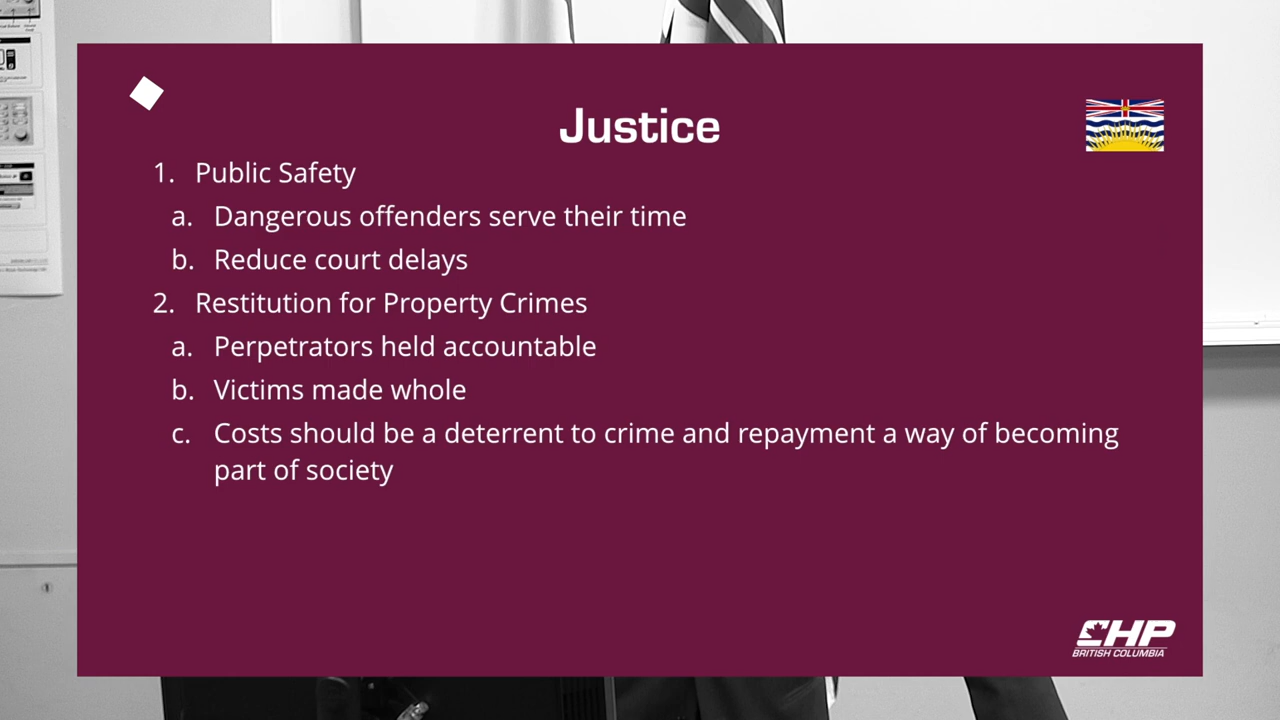 Justice
1. Public Safety
a. Dangerous offenders serve their time
b. Reduce court delays
2. Restitution for Property Crimes
a. Perpetrators held accountable
b. Victims made whole
c. Costs should be a deterrent to crime and repayment a way of becoming
part of society
CHP
BRITISH COLUMBIA